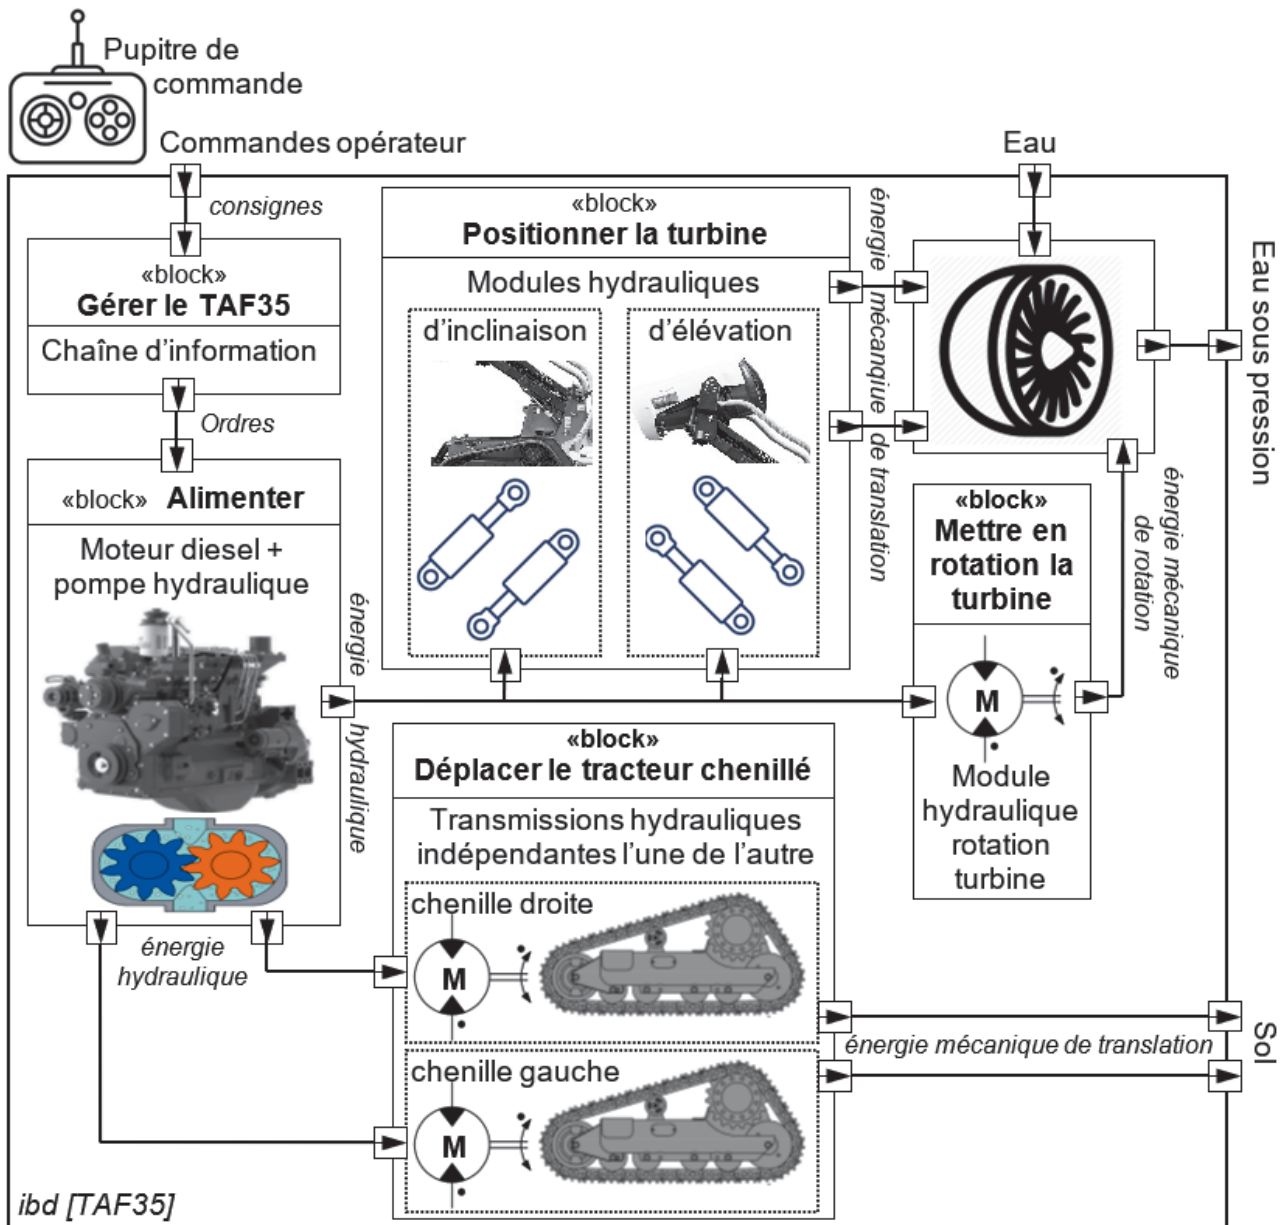 Pupitre de
commande
Commandes opérateur
Eau
consignes
«block»
Gérer le TAF35
Chaîne d'information
Ordres
«block» Alimenter
Moteur diesel +
pompe hydraulique
énergie
hydraulique
énergie
hydraulique
«block»
Positionner la turbine
Modules hydrauliques
d'inclinaison
d'élévation
énergie mécanqiue de translation
Eau sous pression
«block»
Mettre en
rotation la
turbine
M
Module
hydraulique
rotation
turbine
énergie mécanique
de rotation
«block»
Déplacer le tracteur chenillé
Transmissions hydrauliques
indépendantes l'une de l'autre
chenille droite
M
chenille gauche
M
énergie mécanique de translation
Sol
ibd [TAF35]